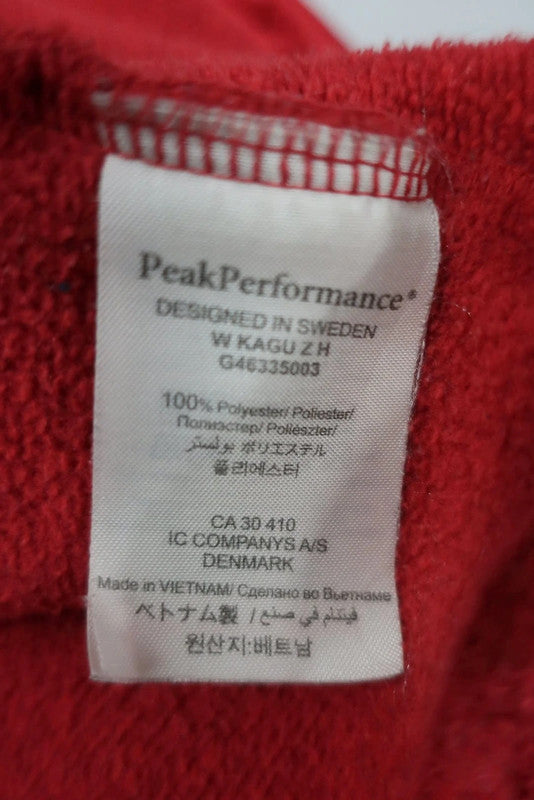 PeakPerformance®
DESIGNED IN SWEDEN
W KAGU Z H
G46335003
100% Polyester/ Poliester/
Полиэстер/ Poliészter/
بولستر ポリエステル
폴리에스터
CA 30 410
IC COMPANYS A/S
DENMARK
Made in VIETNAM/ Сделано во Вьетнаме
ベトナム製 / فيتنام في صنع
원산지:베트남